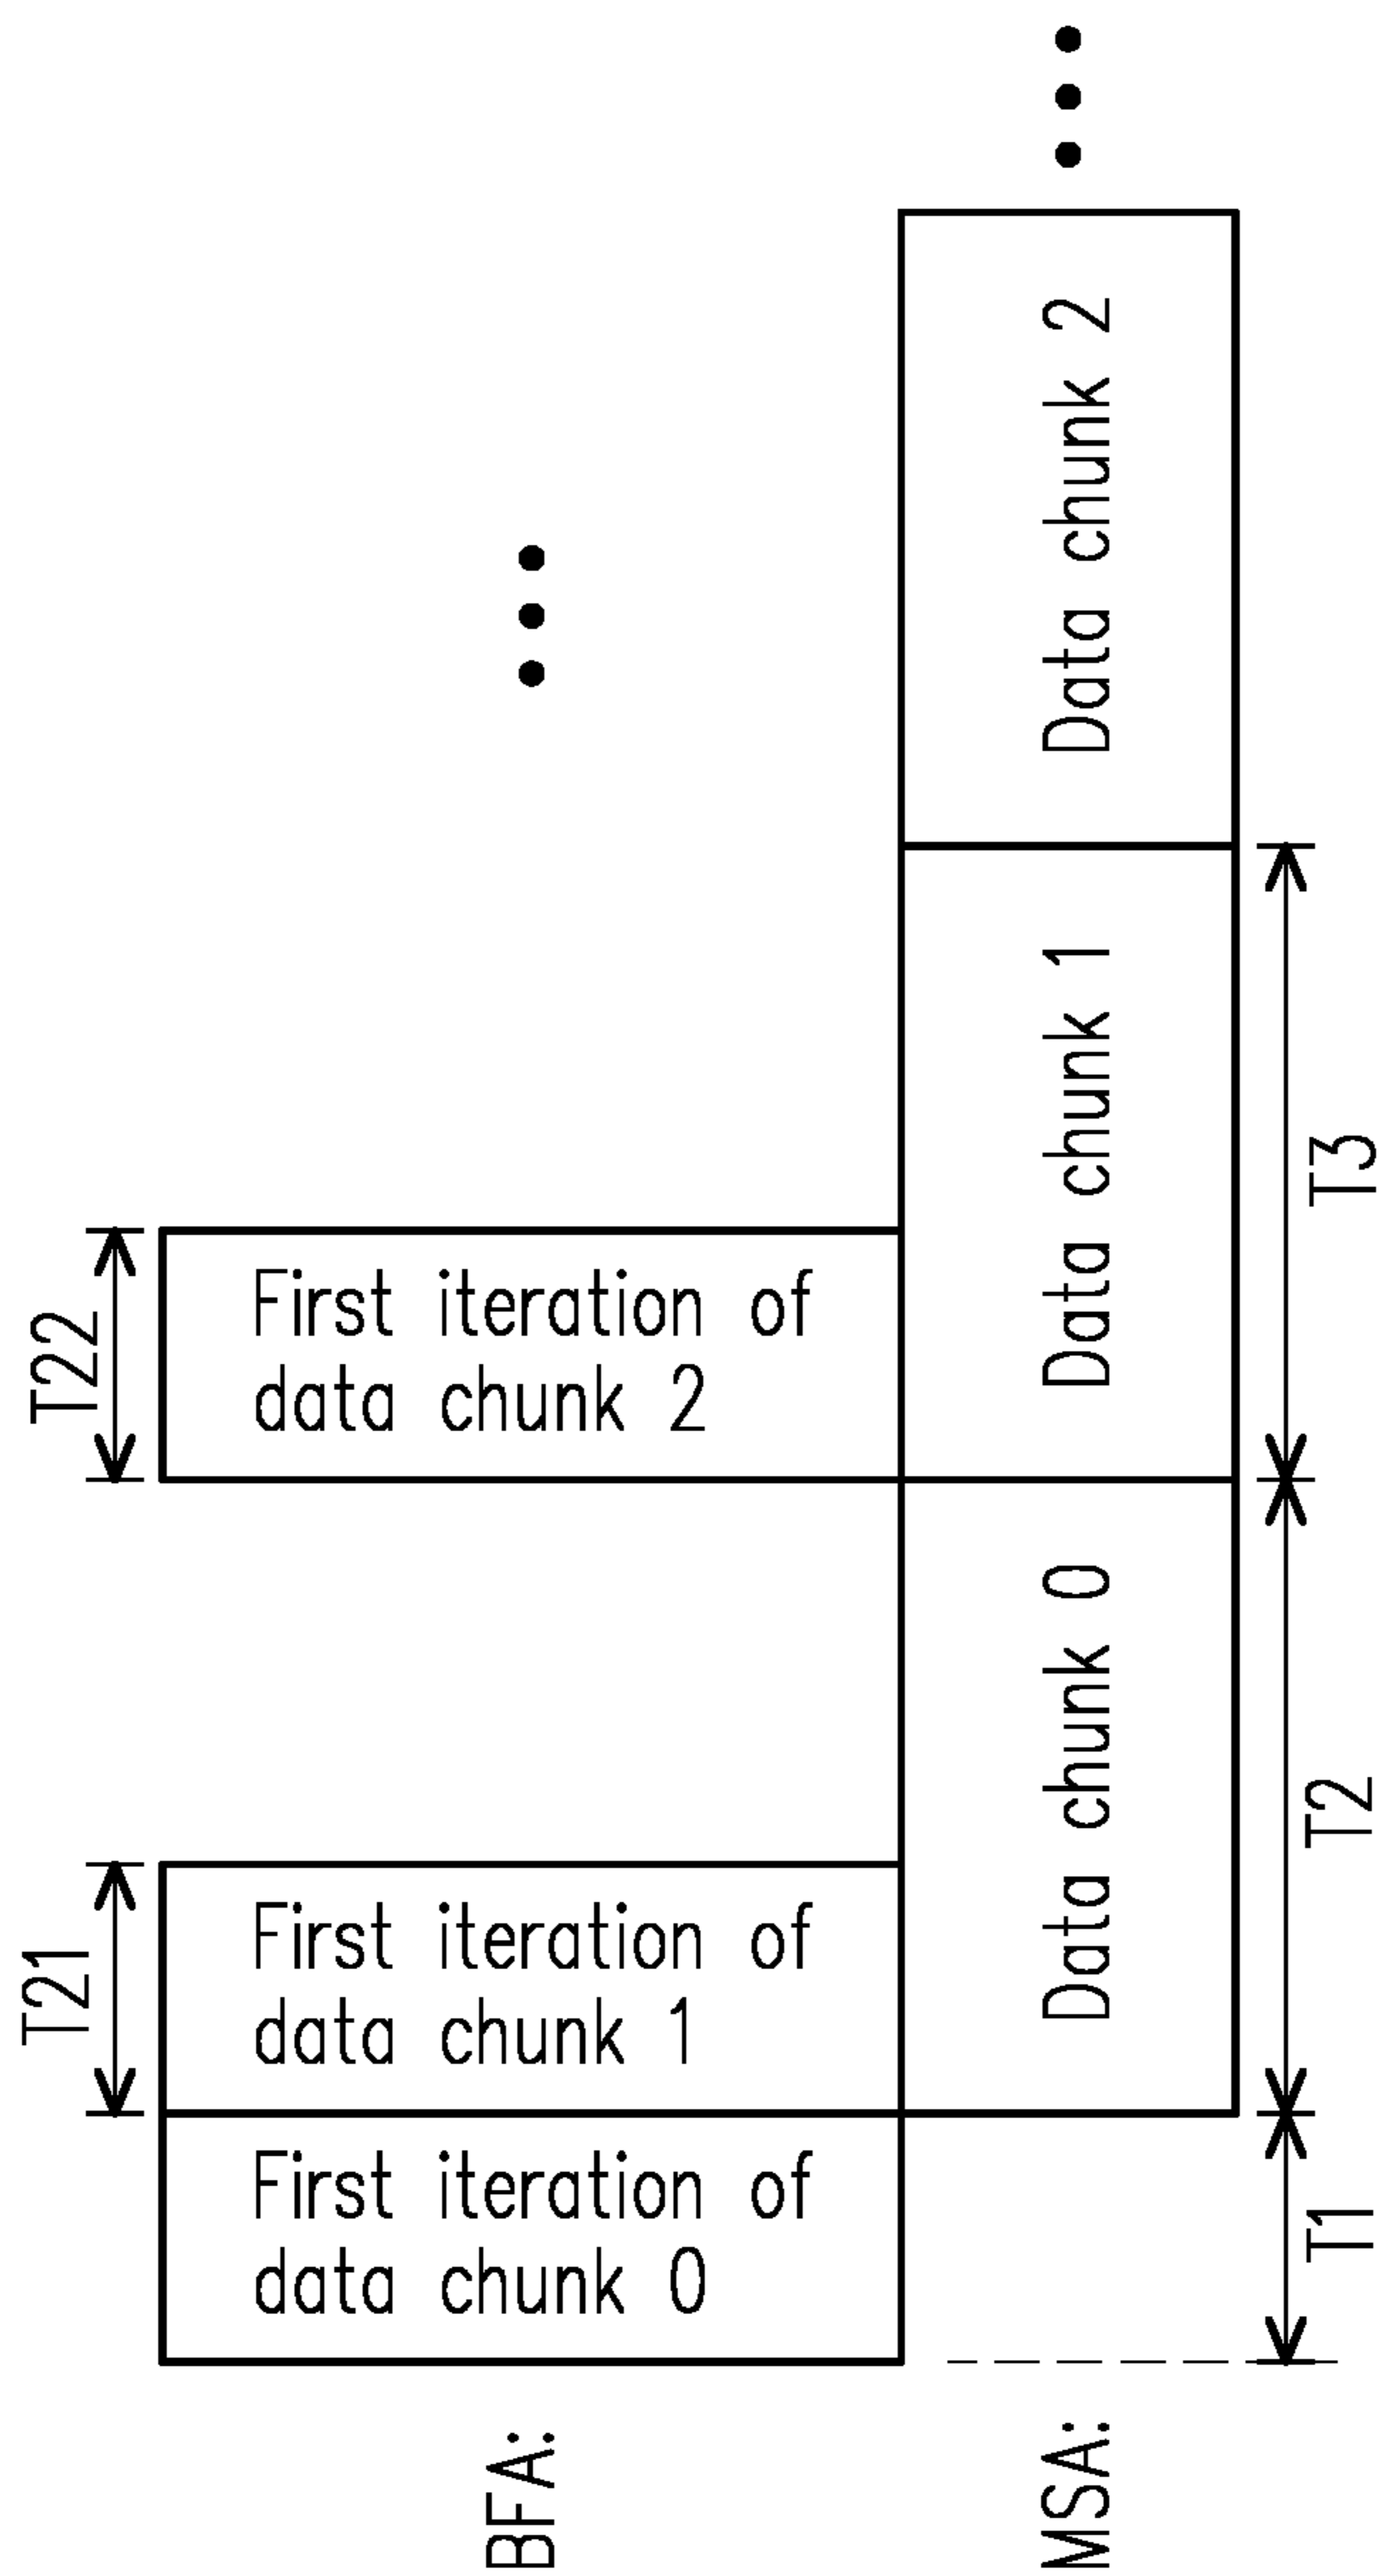 T21
T22
BFA:
First iteration of
data chunk 0
First iteration of
data chunk 1
First iteration of
data chunk 2
MSA:
Data chunk 0
Data chunk 1
Data chunk 2
T1
T2
T3